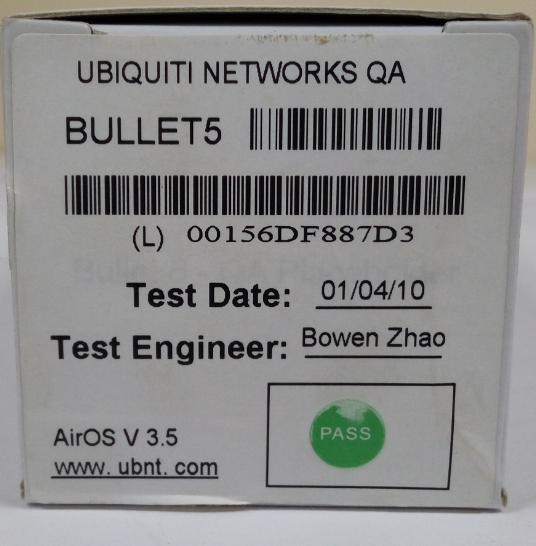 UBIQUITI NETWORKS QA
BULLET5
(L) 00156DF887D3
Test Date: 01/04/10
Test Engineer: Bowen Zhao
PASS
AirOS V 3.5
www. ubnt. com